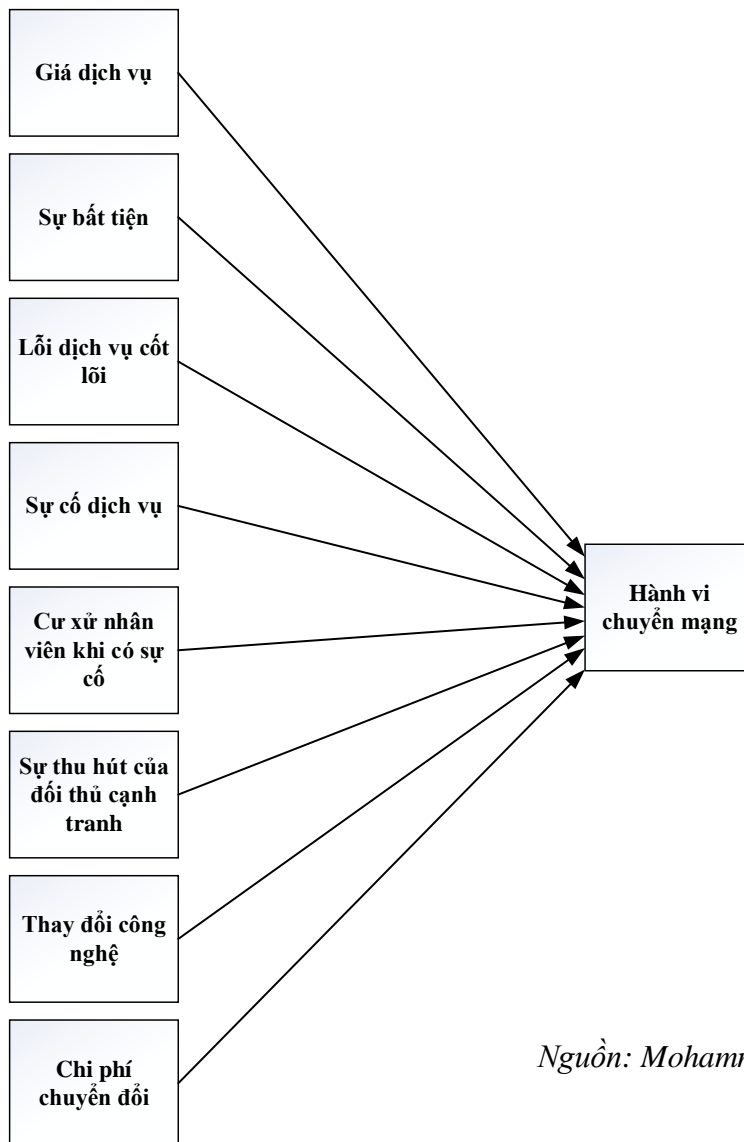 Giá dịch vụ
Sự bất tiện
Lỗi dịch vụ cốt
lõi
Sự cố dịch vụ
Cư xử nhân
viên khi có sự
cố
Sự thu hút của
đối thủ cạnh
tranh
Thay đổi công
nghệ
Chi phí
chuyển đổi
Hành vi
chuyển mạng
Nguồn: